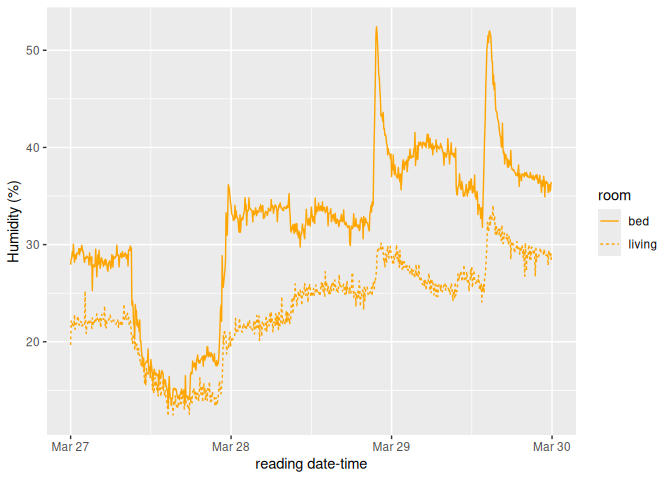 50
40
30
20
Humidity (%)
Mar 27
Mar 28
Mar 29
Mar 30
reading date-time
room
bed
living